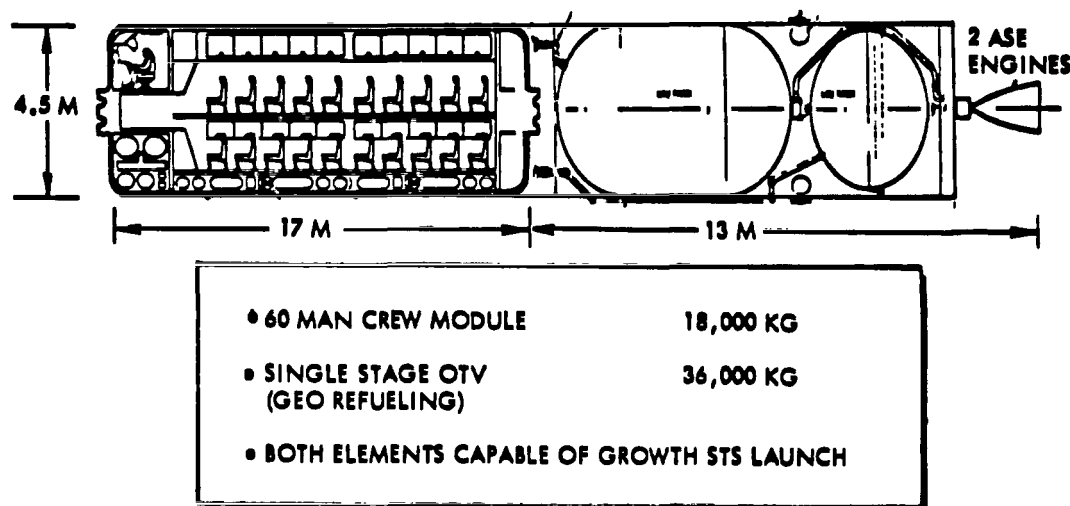 2 ASE
ENGINES
4.5 M
17 M
13 M
• 60 MAN CREW MODULE 18,000 KG
• SINGLE STAGE OTV 36,000 KG
(GEO REFUELING)
• BOTH ELEMENTS CAPABLE OF GROWTH STS LAUNCH